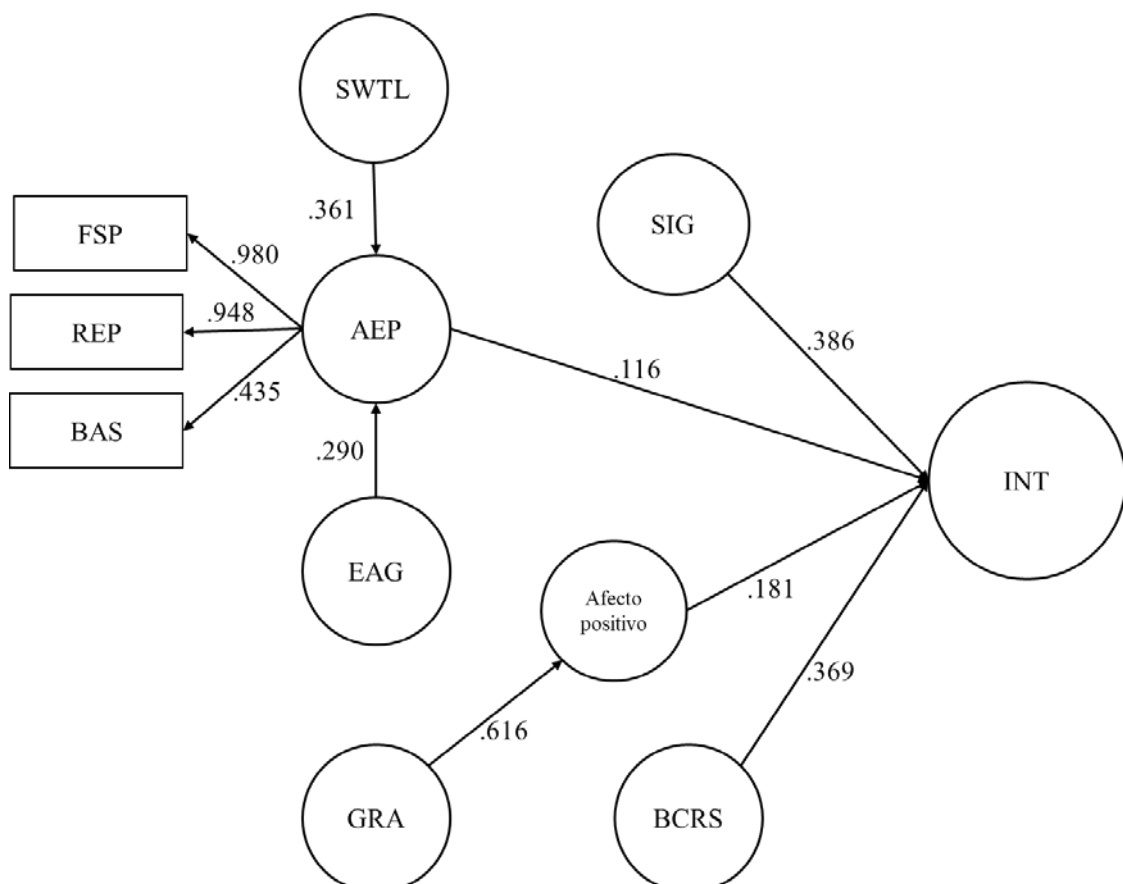 SWTL
.361
FSP
.980
SIG
REP
.948
AEP
.386
.116
BAS
.435
.290
INT
EAG
Afecto
positivo
.181
.369
.616
GRA
BCRS